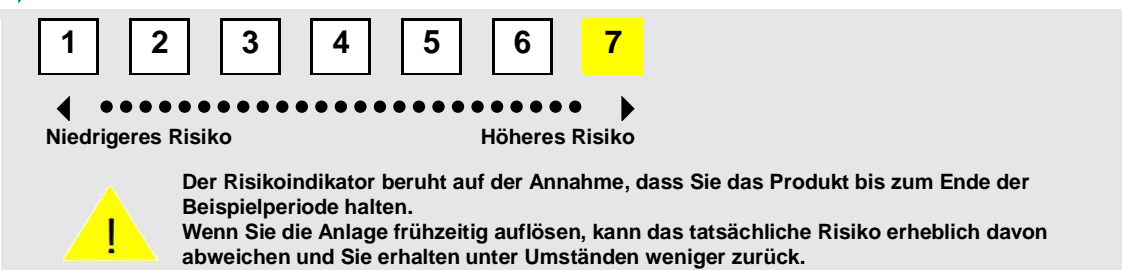 1 2 3 4 5 6 7
Niedrigeres Risiko Höheres Risiko
!
Der Risikoindikator beruht auf der Annahme, dass Sie das Produkt bis zum Ende der
Beispielperiode halten.
Wenn Sie die Anlage frühzeitig auflösen, kann das tatsächliche Risiko erheblich davon
abweichen und Sie erhalten unter Umständen weniger zurück.